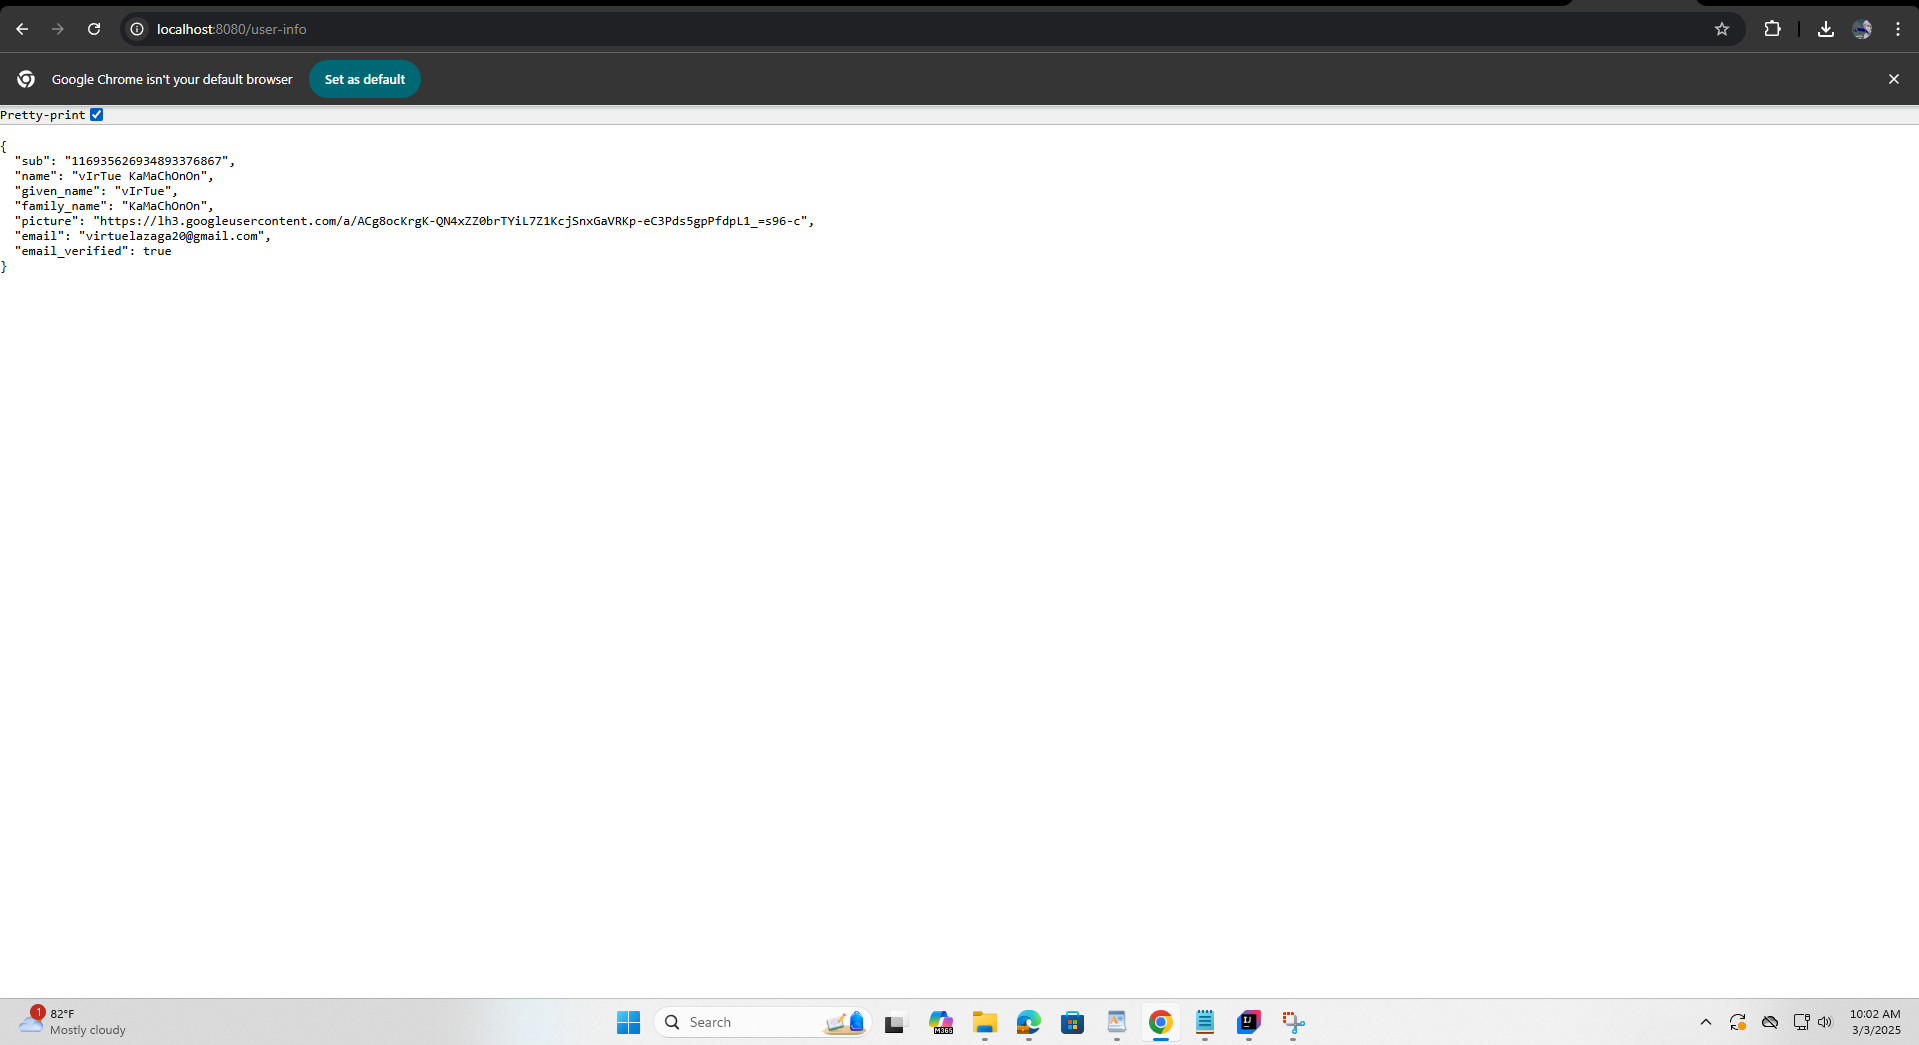 localhost:8080/user-info
Google Chrome isn't your default browser
Set as default
Pretty-print
{
"sub": "116935626934893376867",
"name": "vIrTue KaMaChOnOn",
"given_name": "vIrTue",
"family_name": "KaMaChOnOn",
"picture": "https://lh3.googleusercontent.com/a/ACg8ocKrgK-QN4xZZ0brTYiL7Z1KcjSnxGaVRKp-eC3Pds5gpPfdpL1_=s96-c",
"email": "virtuelazaga20@gmail.com",
"email_verified": true
}
1
82°F
Mostly cloudy
Search
M365
IJ
10:02 AM
3/3/2025